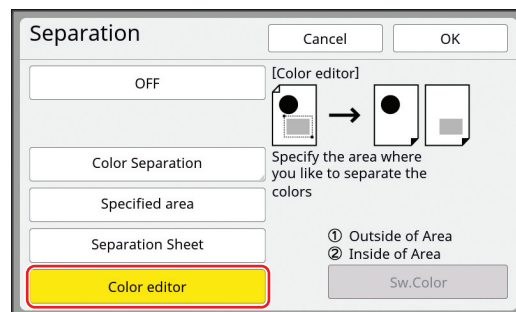 Separation
Cancel
OK
OFF
[Color editor]
Color Separation
Specify the area where
you like to separate the
colors
Specified area
Separation Sheet
① Outside of Area
② Inside of Area
Color editor
Sw.Color